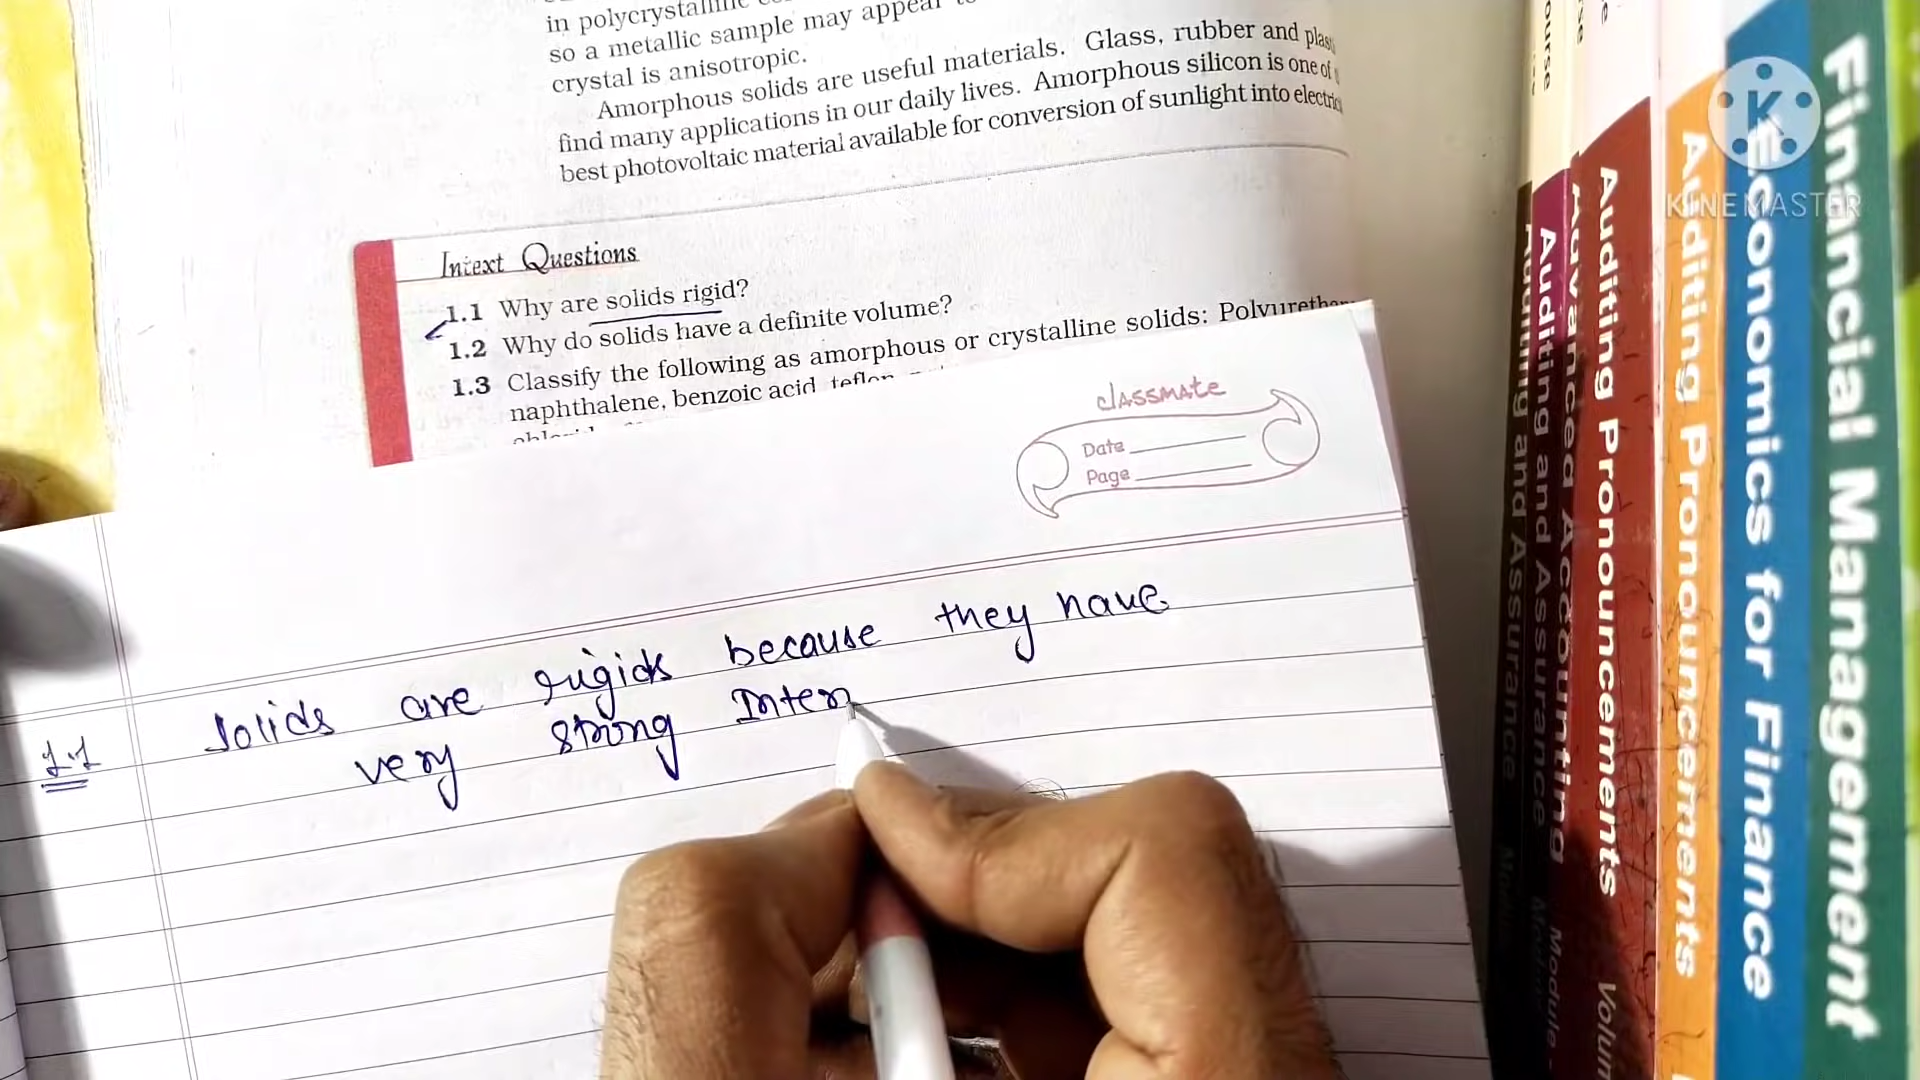 in polycrystalline
so a metallic sample may appear
crystal is anisotropic.
Amorphous solids are useful materials. Glass, rubber and plas
find many applications in our daily lives. Amorphous silicon is one of
best photovoltaic material available for conversion of sunlight into electric
Intext Questions
1.1 Why are solids rigid?
1.2 Why do solids have a definite volume?
1.3 Classify the following as amorphous or crystalline solids: Polyurethan
naphthalene, benzoic acid, teflon
classmate
Date
Page
1.1 Solids are rigids because they have
very strong Inter
KINEMASTER
Auditing and Assurance
Auditing and Assurance
Advanced Accounting
Auditing Pronouncements
Auditing Pronouncements
Economics for Finance
Financial Management